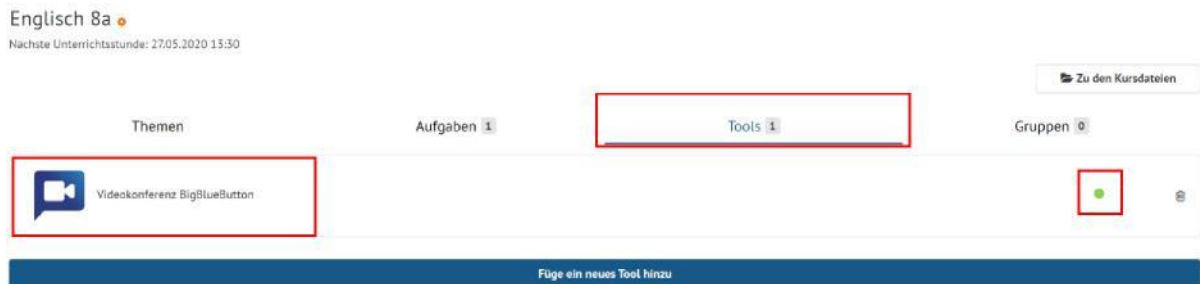 Englisch 8a
Nächste Unterrichtsstunde: 27.05.2020 13:30
Zu den Kursdateien
Themen Aufgaben 1 Tools 1 Gruppen 0
Videokonferenz BigBlueButton
Füge ein neues Tool hinzu